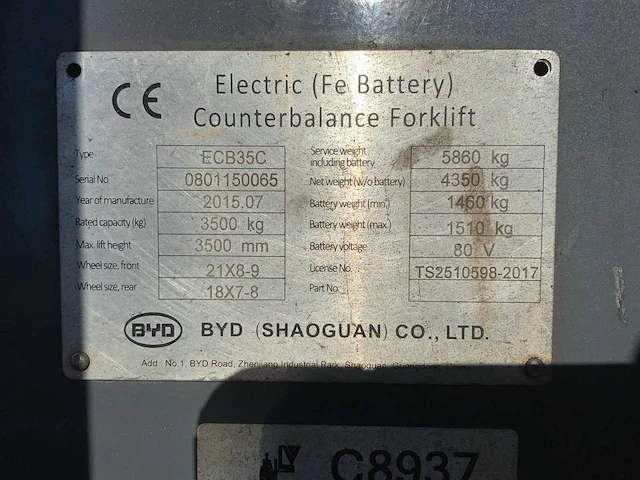 CE
Electric (Fe Battery)
Counterbalance Forklift
Type ECB35C
Serial No. 0801150065
Year of manufacture 2015.07
Rated capacity (kg) 3500 kg
Max. lift height 3500 mm
Wheel size, front 21X8-9
Wheel size, rear 18X7-8
Service weight
including battery 5860 kg
Net weight (w/o battery) 4350 kg
Battery weight (min.) 1460 kg
Battery weight (max.) 1510 kg
Battery voltage 80 V
License No. TS2510598-2017
Part No.
BYD BYD (SHAOGUAN) CO., LTD.
Add : No.1, BYD Road, Zhenjiang Industrial Park, Shaoguan, Guangdong, China
C8937